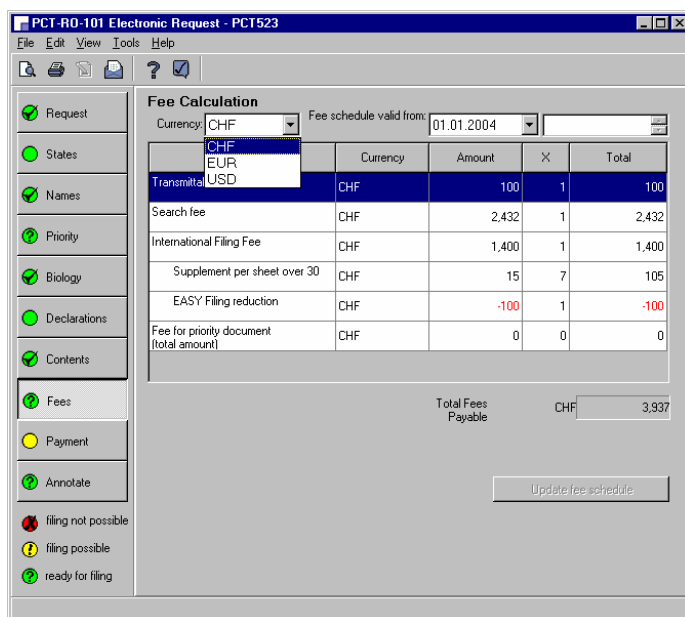 PCT-RO-101 Electronic Request - PCT523
File Edit View Tools Help
Request
States
Names
Priority
Biology
Declarations
Contents
Fees
Payment
Annotate
filing not possible
filing possible
ready for filing
Fee Calculation
Currency: CHF Fee schedule valid from: 01.01.2004
CHF
EUR
USD
Currency Amount X Total
Transmittal CHF 100 1 100
Search fee CHF 2,432 1 2,432
International Filing Fee CHF 1,400 1 1,400
Supplement per sheet over 30 CHF 15 7 105
EASY Filing reduction CHF -100 1 -100
Fee for priority document
(total amount) CHF 0 0 0
Total Fees
Payable CHF 3,937
Update fee schedule